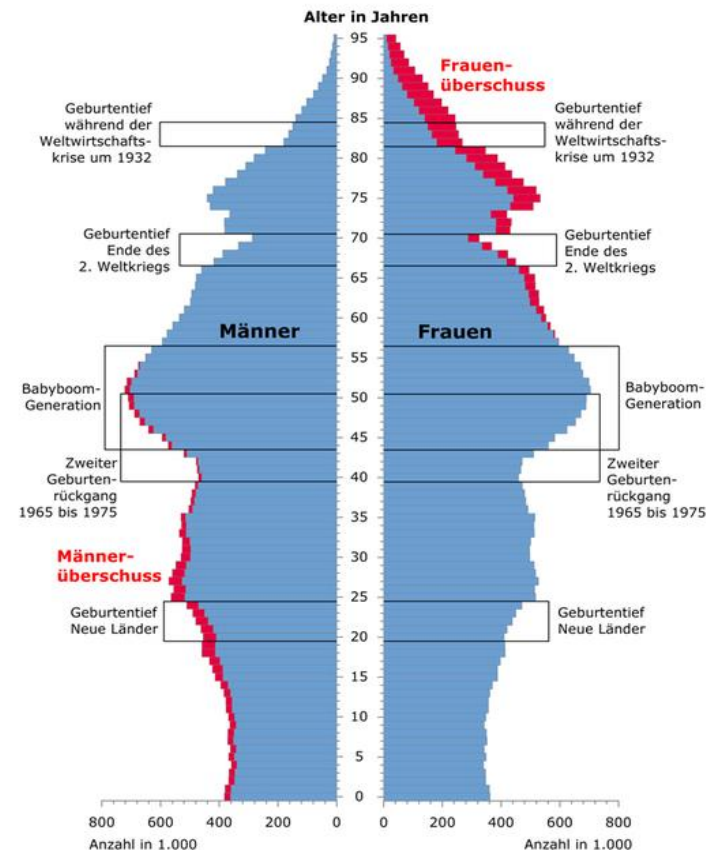 Alter in Jahren
95
90
85
80
75
70
65
60
55
50
45
40
35
30
25
20
15
10
5
0
Geburtentief
während der
Weltwirtschafts-
krise um 1932
Geburtentief
Ende des
2. Weltkriegs
Männer
Babyboom-
Generation
Zweiter
Geburten-
rückgang
1965 bis 1975
Männer-
überschuss
Geburtentief
Neue Länder
800 600 400 200 0
Anzahl in 1.000
Frauen-
überschuss
Geburtentief
während der
Weltwirtschafts-
krise um 1932
Geburtentief
Ende des
2. Weltkriegs
Frauen
Babyboom-
Generation
Zweiter
Geburten-
rückgang
1965 bis 1975
Geburtentief
Neue Länder
0 200 400 600 800
Anzahl in 1.000